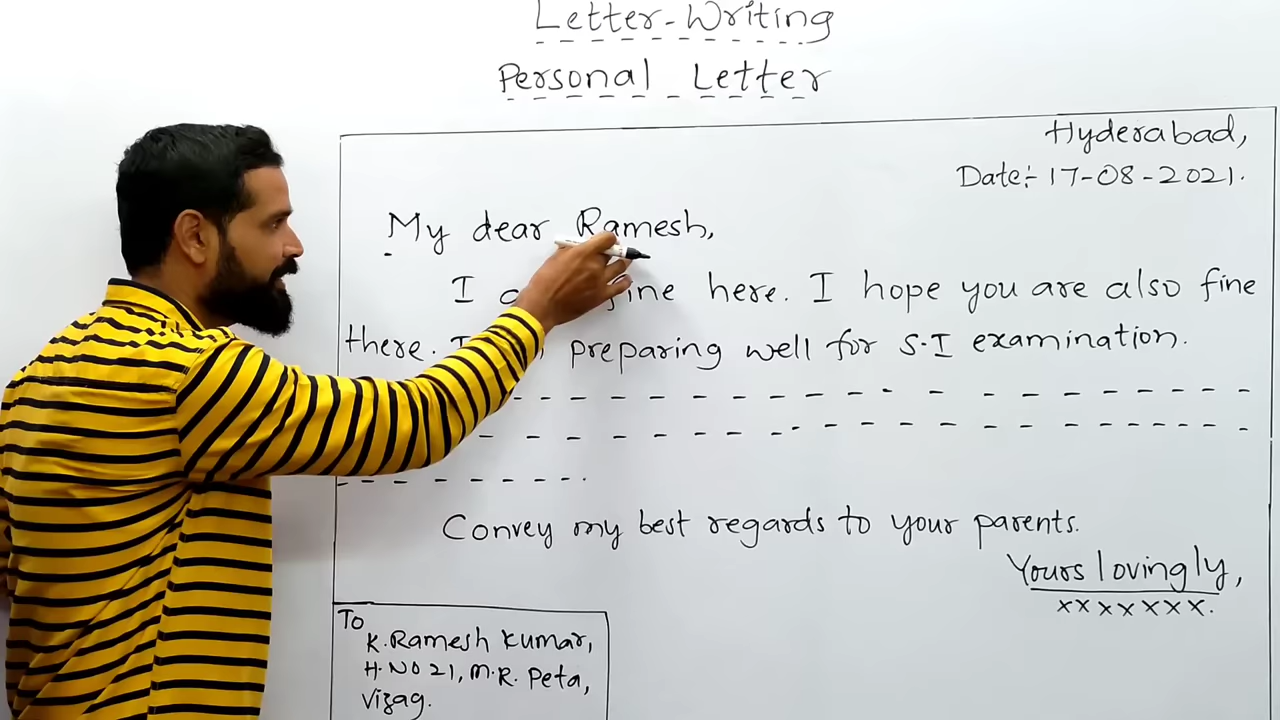 Letter-Writing
Personal Letter
Hyderabad,
Date:- 17-08-2021.
My dear Ramesh,
I fine here. I hope you are also fine
there. I preparing well for S.I examination.
Convey my best regards to your parents.
Yours lovingly,
xxxxxxx.
To
K. Ramesh Kumar,
H.NO 21, M.R. Peta,
Vizag.